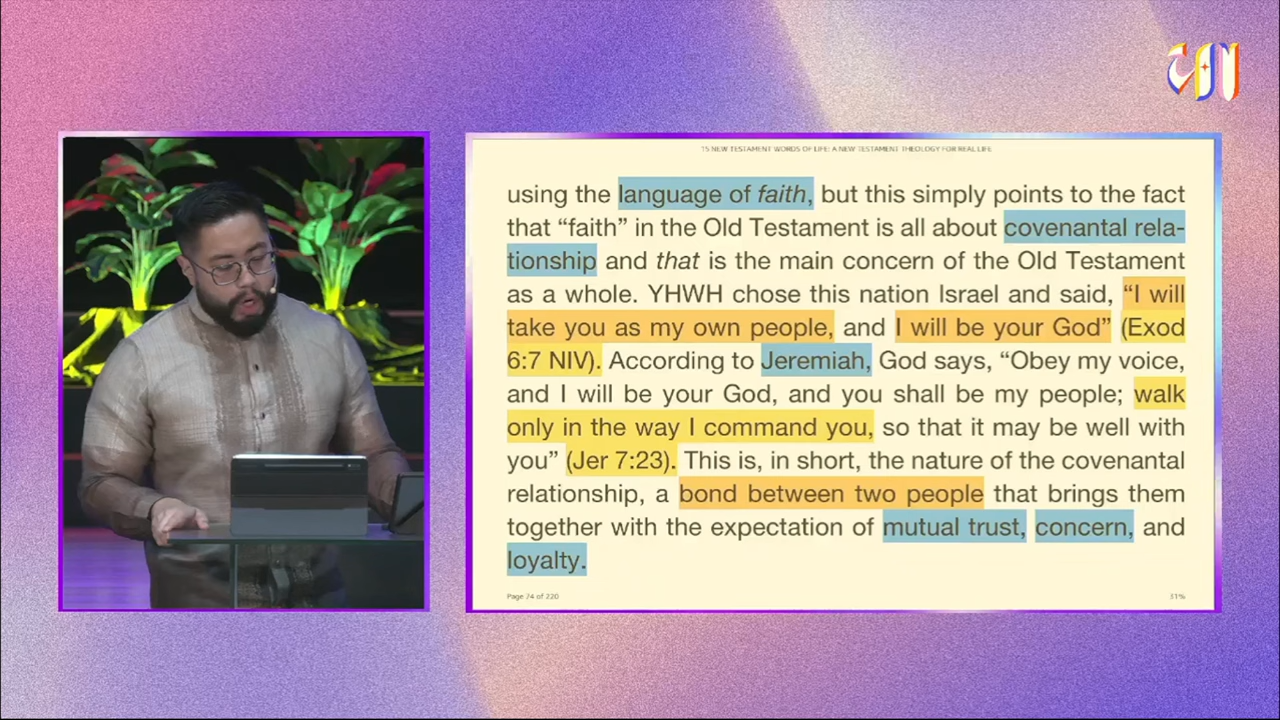 15 NEW TESTAMENT WORDS OF LIFE: A NEW TESTAMENT THEOLOGY FOR REAL LIFE
using the language of faith, but this simply points to the fact
that “faith” in the Old Testament is all about covenantal rela-
tionship and that is the main concern of the Old Testament
as a whole. YHWH chose this nation Israel and said, “I will
take you as my own people, and I will be your God” (Exod
6:7 NIV). According to Jeremiah, God says, “Obey my voice,
and I will be your God, and you shall be my people; walk
only in the way I command you, so that it may be well with
you” (Jer 7:23). This is, in short, the nature of the covenantal
relationship, a bond between two people that brings them
together with the expectation of mutual trust, concern, and
loyalty.
Page 74 of 220
31%